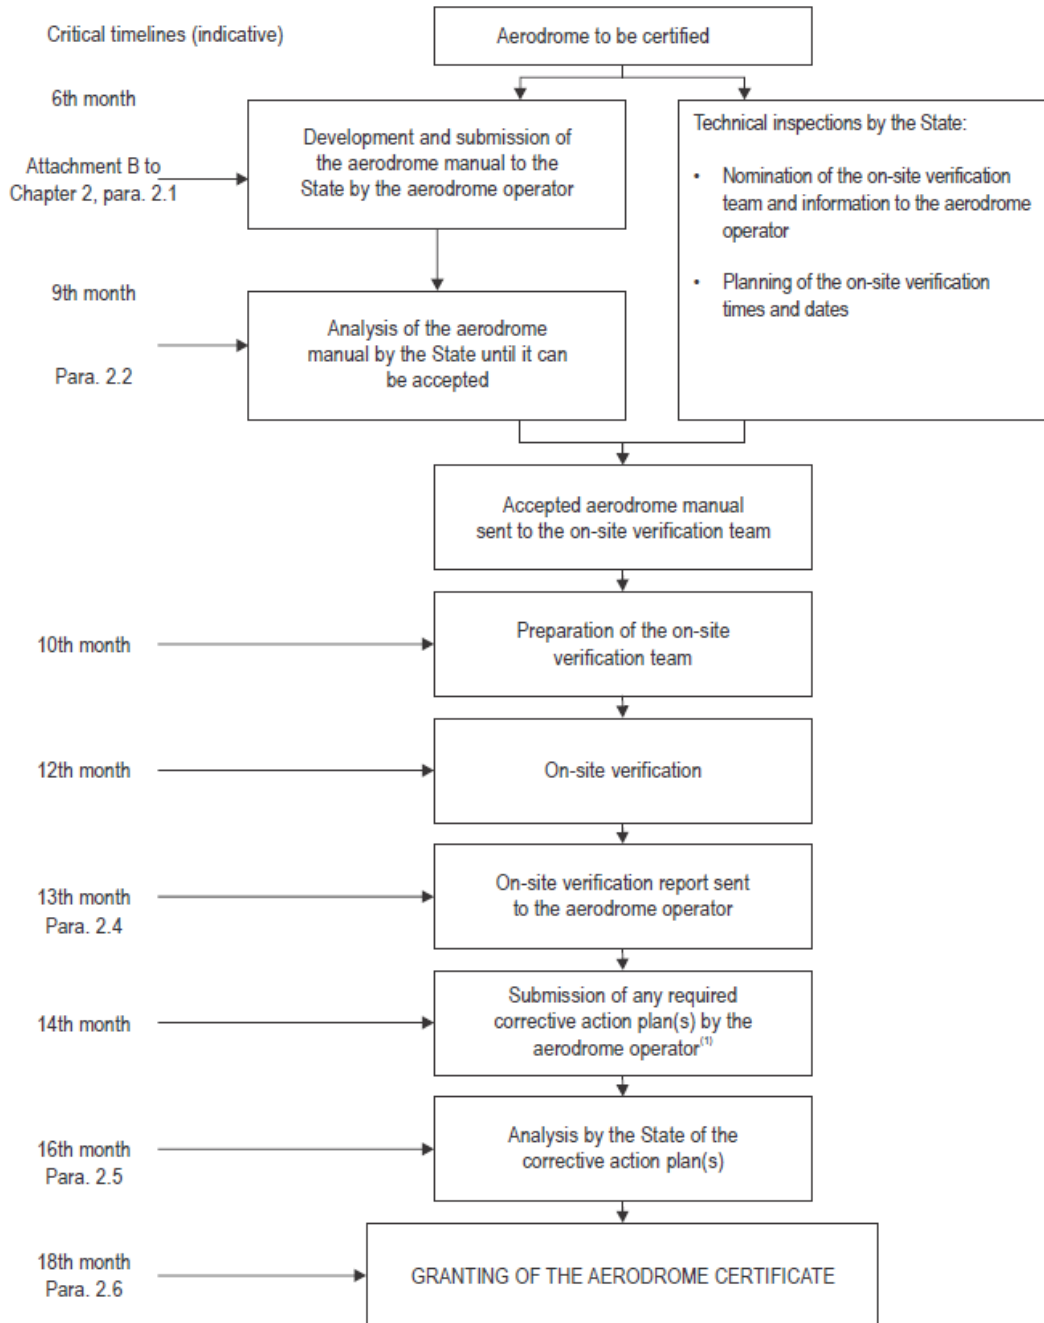 Critical timelines (indicative)
Aerodrome to be certified
6th month
Attachment B to
Chapter 2, para. 2.1
Development and submission of
the aerodrome manual to the
State by the aerodrome operator
Technical inspections by the State:
• Nomination of the on-site verification
team and information to the aerodrome
operator
• Planning of the on-site verification
times and dates
9th month
Para. 2.2
Analysis of the aerodrome
manual by the State until it can
be accepted
Accepted aerodrome manual
sent to the on-site verification team
10th month
Preparation of the on-site
verification team
12th month
On-site verification
13th month
Para. 2.4
On-site verification report sent
to the aerodrome operator
14th month
Submission of any required
corrective action plan(s) by the
aerodrome operator(1)
16th month
Para. 2.5
Analysis by the State of the
corrective action plan(s)
18th month
Para. 2.6
GRANTING OF THE AERODROME CERTIFICATE